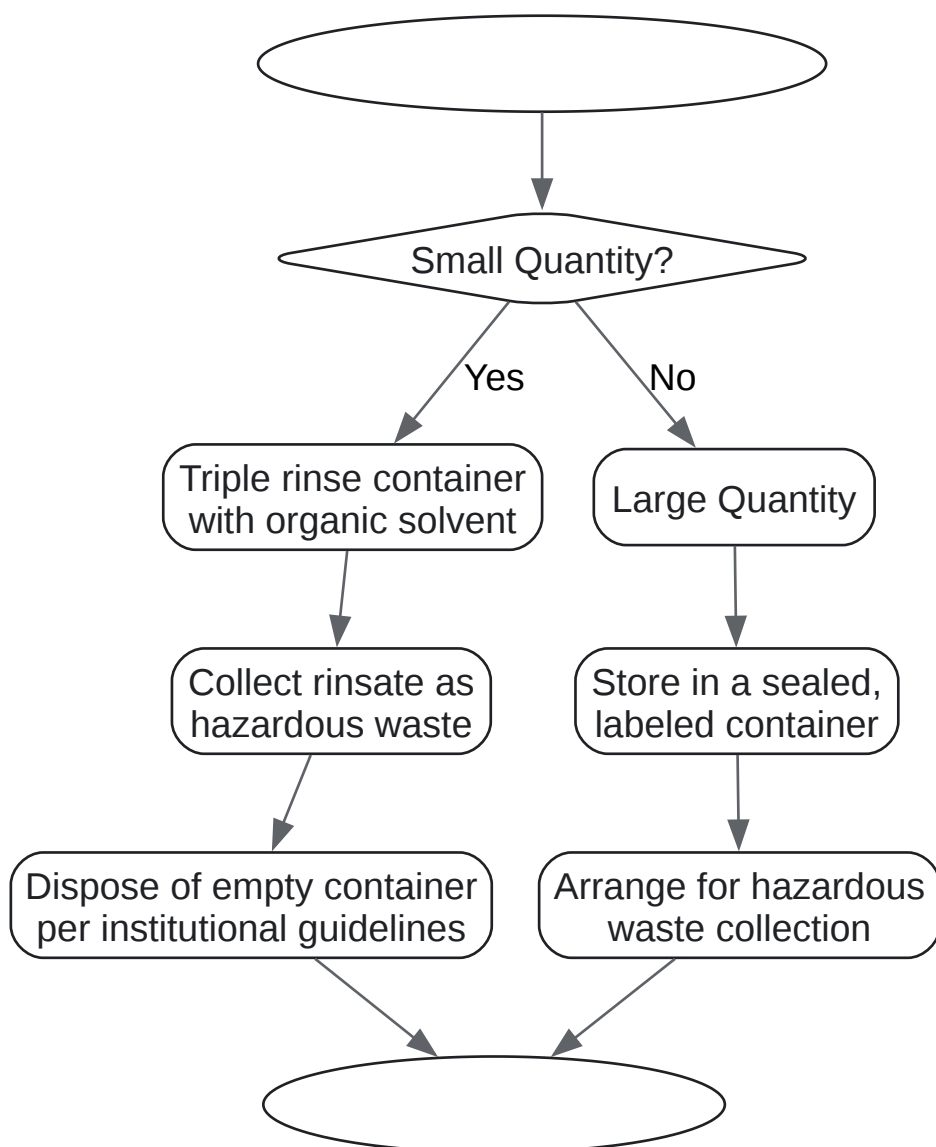 Small Quantity?
Yes
No
Triple rinse container
with organic solvent
Large Quantity
Collect rinsate as
hazardous waste
Store in a sealed,
labeled container
Dispose of empty container
per institutional guidelines
Arrange for hazardous
waste collection